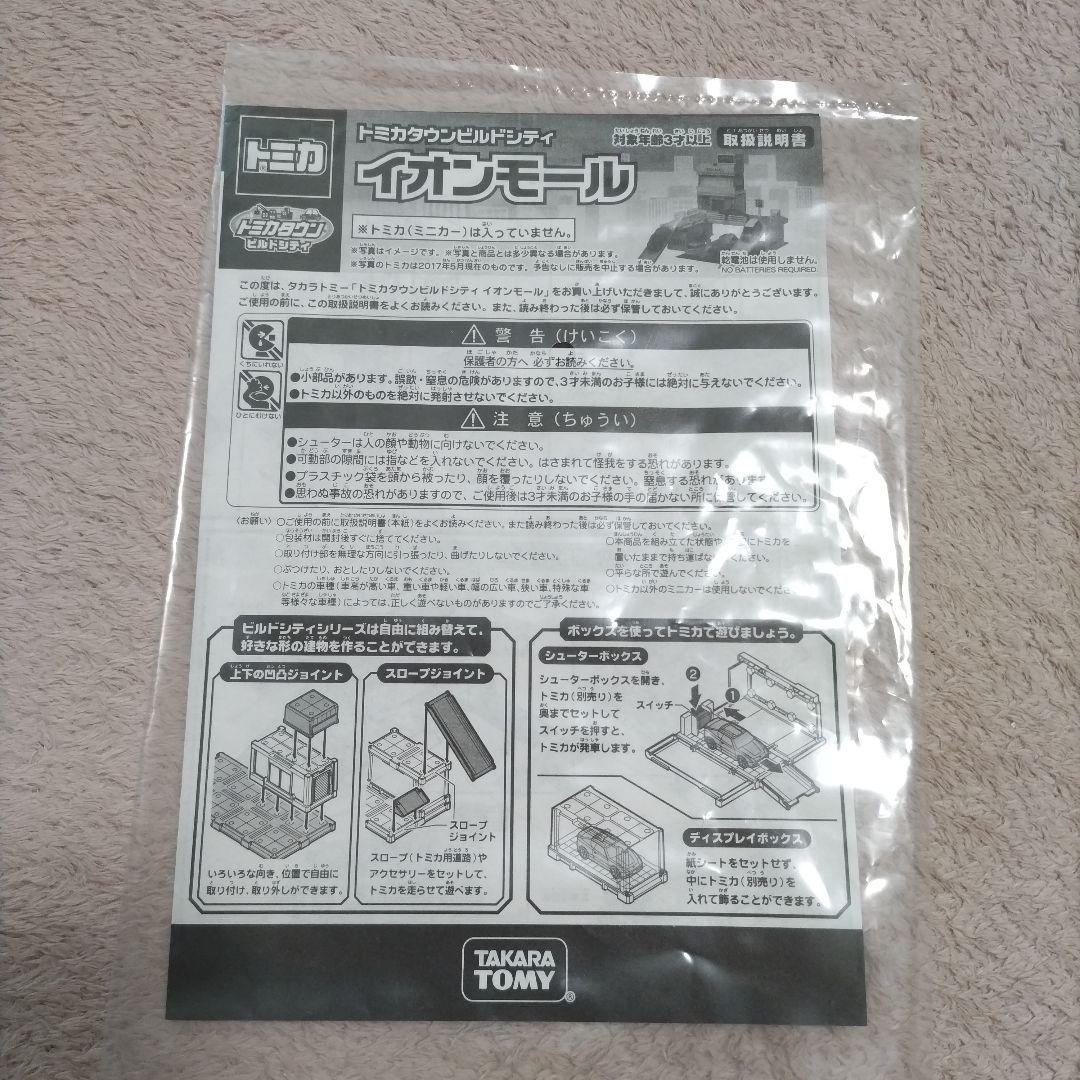 トミカ
トミカタウン
ビルドシティ
トミカタウンビルドシティ
イオンモール
対象年齢3才以上
取扱説明書
※トミカ（ミニカー）は入っていません。
※写真はイメージです。※写真と商品とは多少異なる場合があります。
※写真のトミカは2017年5月現在のものです。予告なしに販売を中止する場合があります。
乾電池は使用しません。
NO BATTERIES REQUIRED.
この度は、タカラトミー「トミカタウンビルドシティ イオンモール」をお買い上げいただきまして、誠にありがとうございます。
ご使用の前に、この取扱説明書をよくお読みください。また、読み終わった後は必ず保管しておいてください。
くちにいれない
ひとにむけない
警 告（けいこく）
保護者の方へ 必ずお読みください。
●小部品があります。誤飲・窒息の危険がありますので、3才未満のお子様には絶対に与えないでください。
●トミカ以外のものを絶対に発射させないでください。
注 意（ちゅうい）
●シューターは人の顔や動物に向けないでください。
●可動部の隙間には指などを入れないでください。はさまれて怪我をする恐れがあります。
●プラスチック袋を頭から被ったり、顔を覆ったりしないでください。窒息する恐れがあります。
●思わぬ事故の恐れがありますので、ご使用後は3才未満のお子様の手の届かない所に管してください。
〈お願い〉○ご使用の前に取扱説明書（本紙）をよくお読みください。また読み終わった後は必ず保管しておいてください。
○包装材は開封後すぐに捨ててください。
○取り付け部を無理な方向に引っ張ったり、曲げたりしないでください。
○ぶつけたり、おとしたりしないでください。
○トミカの車種（車高が高い車、重い車や軽い車、幅の広い車、狭い車、特殊な車
等様々な車種）によっては、正しく遊べないものがありますのでご了承ください。
○本商品を組み立てた状態や にトミカを
置いたままで持ち運ばな ください。
○平らな所で遊んでください。
○トミカ以外のミニカーは使用しないでくださ
ビルドシティシリーズは自由に組み替えて、
好きな形の建物を作ることができます。
上下の凹凸ジョイント
いろいろな向き、位置で自由に
取り付け、取り外しができます。
スロープジョイント
スロープ
ジョイント
スロープ（トミカ用道路）や
アクセサリーをセットして、
トミカを走らせて遊べます。
ボックスを使ってトミカで遊びましょう。
シューターボックス
シューターボックスを開き、
トミカ（別売り）を
奥までセットして
スイッチを押すと、
トミカが発車します。
スイッチ
②
①
ディスプレイボックス
紙シートをセットせず、
中にトミカ（別売り）を
入れて飾ることができます。
TAKARA
TOMY®